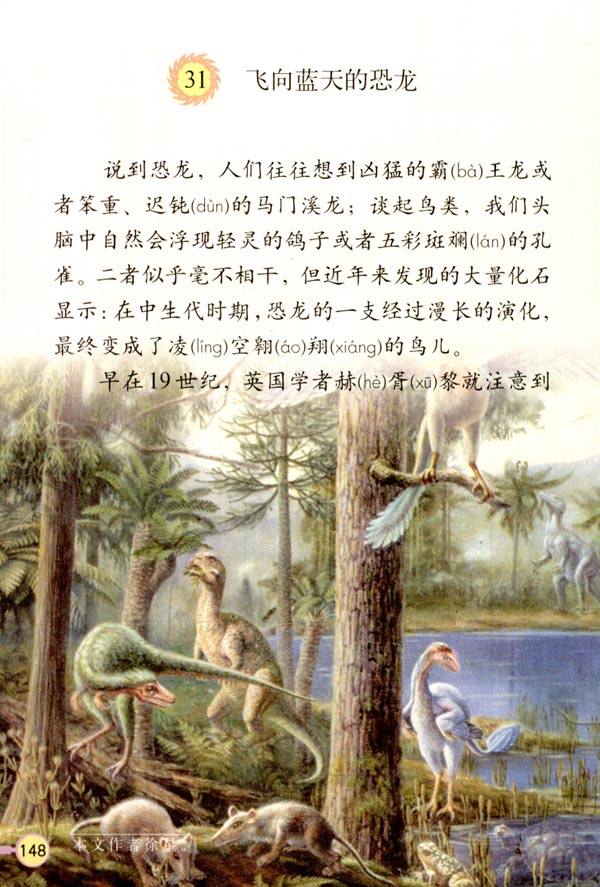 31 飞向蓝天的恐龙
说到恐龙，人们往往想到凶猛的霸(bà)王龙或
者笨重、迟钝(dùn)的马门溪龙；谈起鸟类，我们头
脑中自然会浮现轻灵的鸽子或者五彩斑斓(lán)的孔
雀。二者似乎毫不相干，但近年来发现的大量化石
显示：在中生代时期，恐龙的一支经过漫长的演化，
最终变成了凌(líng)空翱(áo)翔(xiáng)的鸟儿。
早在19世纪，英国学者赫(hè)胥(xū)黎就注意到
本文作者徐星。
148